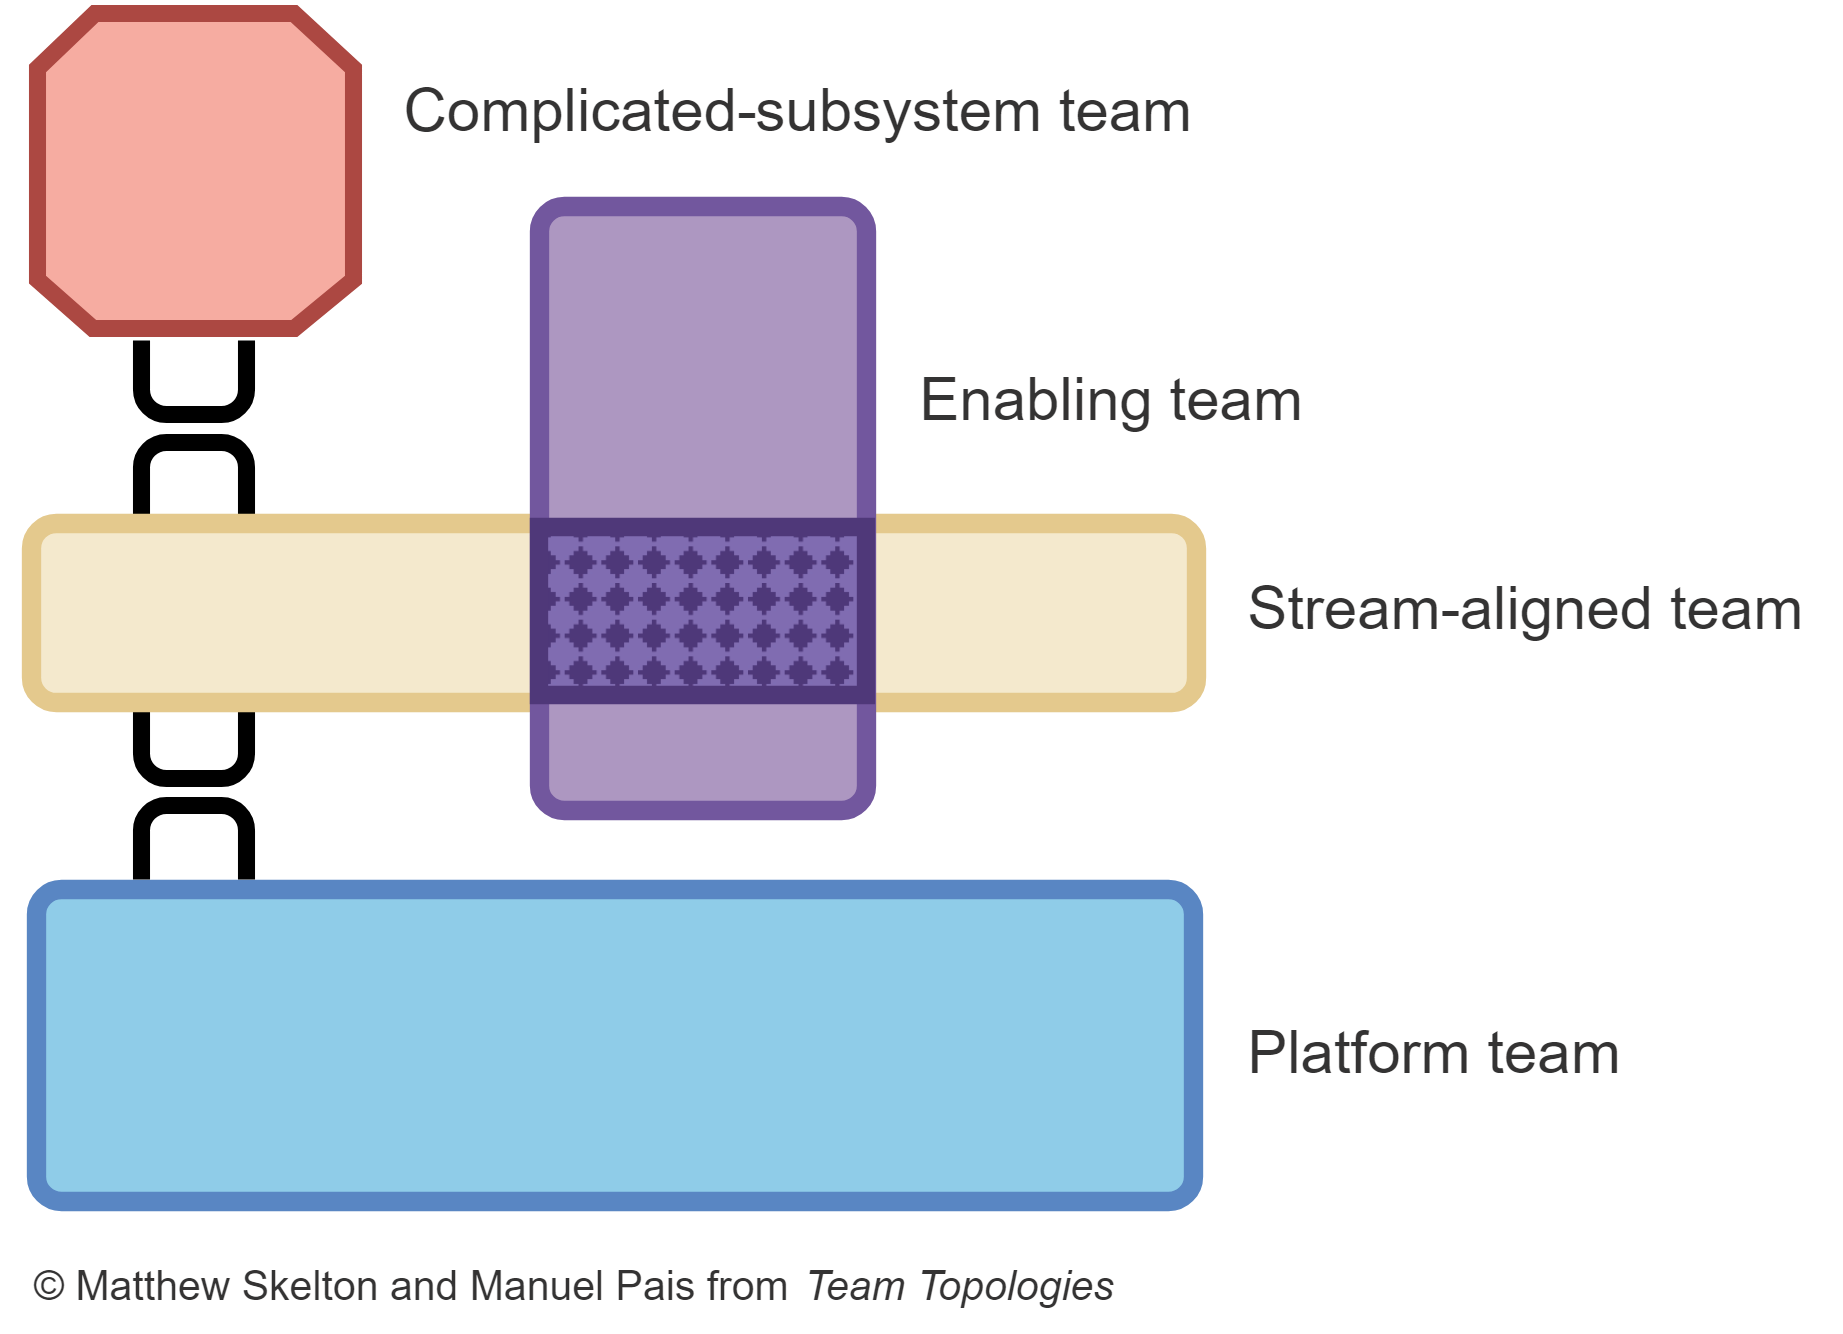 Complicated-subsystem team
Enabling team
Stream-aligned team
Platform team
© Matthew Skelton and Manuel Pais from Team Topologies